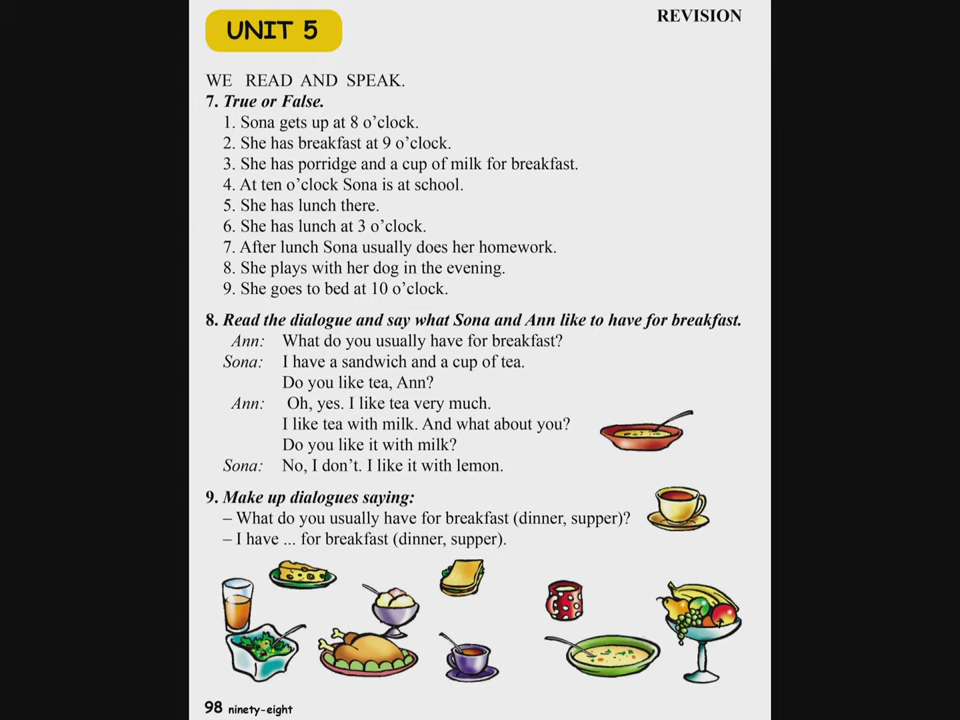 UNIT 5
REVISION
WE READ AND SPEAK.
7. True or False.
1. Sona gets up at 8 o’clock.
2. She has breakfast at 9 o’clock.
3. She has porridge and a cup of milk for breakfast.
4. At ten o’clock Sona is at school.
5. She has lunch there.
6. She has lunch at 3 o’clock.
7. After lunch Sona usually does her homework.
8. She plays with her dog in the evening.
9. She goes to bed at 10 o’clock.
8. Read the dialogue and say what Sona and Ann like to have for breakfast.
Ann: What do you usually have for breakfast?
Sona: I have a sandwich and a cup of tea.
Do you like tea, Ann?
Ann: Oh, yes. I like tea very much.
I like tea with milk. And what about you?
Do you like it with milk?
Sona: No, I don’t. I like it with lemon.
9. Make up dialogues saying:
– What do you usually have for breakfast (dinner, supper)?
– I have ... for breakfast (dinner, supper).
98 ninety-eight